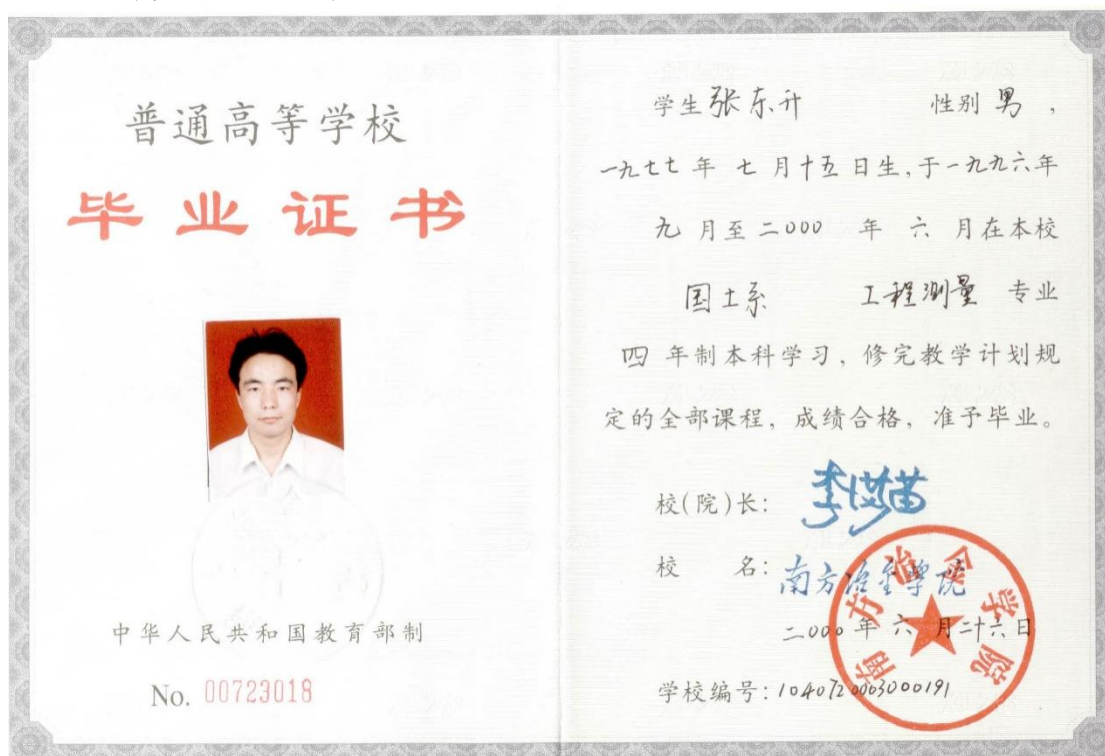 普通高等学校
毕业证书
中华人民共和国教育部制
No. 00723018
学生张东升 性别 男，
一九七七年 七 月十五 日生，于一九九六年
九 月至二000 年 六 月在本校
国土系 工程测量 专业
四 年制本科学习，修完教学计划规
定的全部课程，成绩合格，准予毕业。
校(院)长：
校 名：南方冶金学院
二000年六月二十六日
学校编号：1040720003000191
南方冶金学院